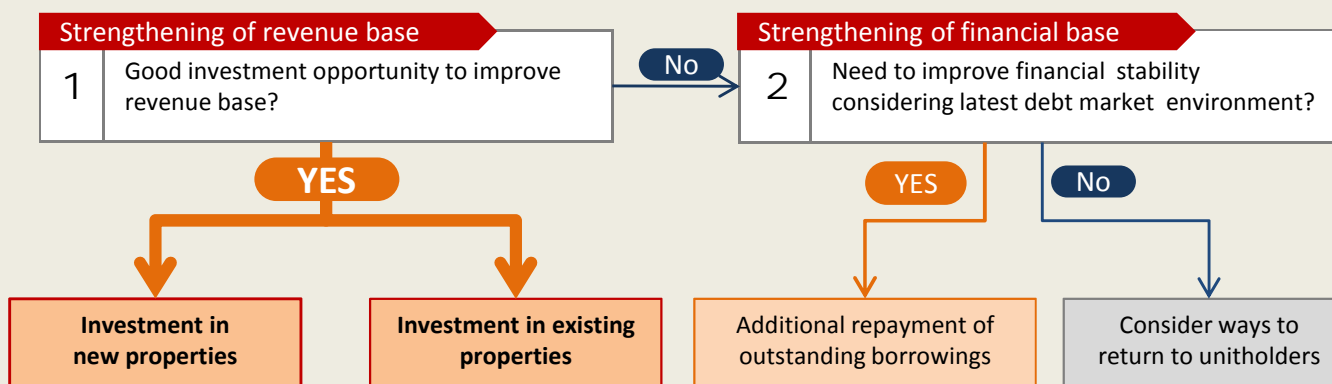 Strengthening of revenue base
1
Good investment opportunity to improve
revenue base?
No
Strengthening of financial base
2
Need to improve financial stability
considering latest debt market environment?
YES
YES
No
Investment in
new properties
Investment in existing
properties
Additional repayment of
outstanding borrowings
Consider ways to
return to unitholders